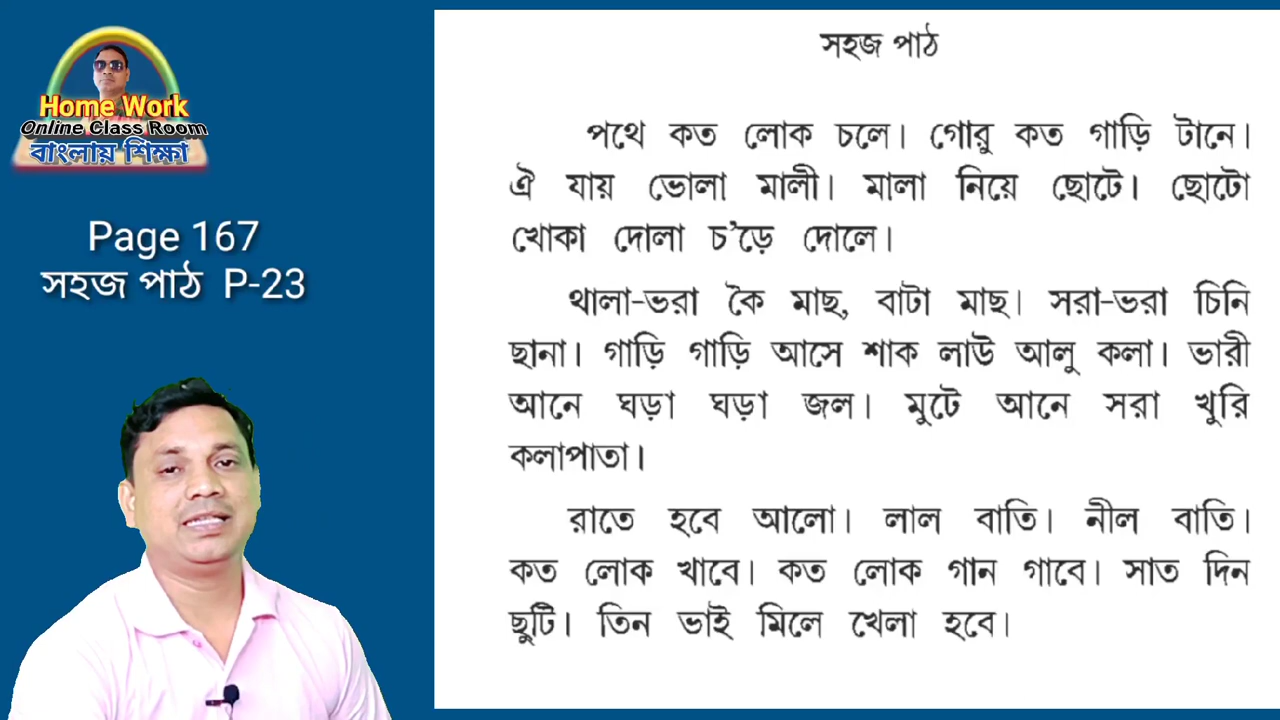 Home Work
Online Class Room
বাংলায় শিক্ষা
Page 167
সহজ পাঠ P-23
সহজ পাঠ
পথে কত লোক চলে। গোরু কত গাড়ি টানে।
ঐ যায় ভোলা মালী। মালা নিয়ে ছোটে। ছোটো
খোকা দোলা চ'ড়ে দোলে।
থালা-ভরা কৈ মাছ, বাটা মাছ। সরা-ভরা চিনি
ছানা। গাড়ি গাড়ি আসে শাক লাউ আলু কলা। ভারী
আনে ঘড়া ঘড়া জল। মুটে আনে সরা খুরি
কলাপাতা।
রাতে হবে আলো। লাল বাতি। নীল বাতি।
কত লোক খাবে। কত লোক গান গাবে। সাত দিন
ছুটি। তিন ভাই মিলে খেলা হবে।